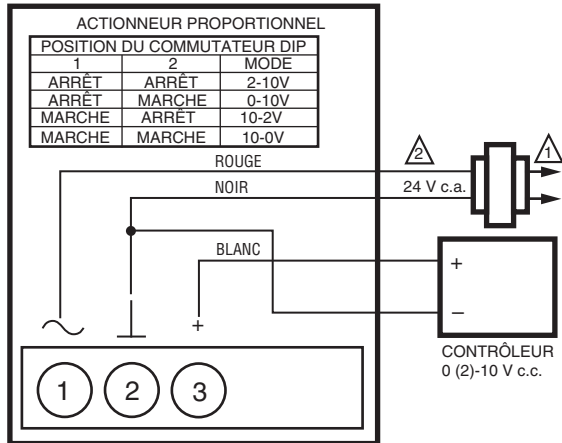 ACTIONNEUR PROPORTIONNEL
POSITION DU COMMUTATEUR DIP
1 2 MODE
ARRÊT ARRÊT 2-10V
ARRÊT MARCHE 0-10V
MARCHE ARRÊT 10-2V
MARCHE MARCHE 10-0V
ROUGE
2
1
NOIR
24 V c.a.
BLANC
+
–
+
CONTRÔLEUR
0 (2)-10 V c.c.
1 2 3